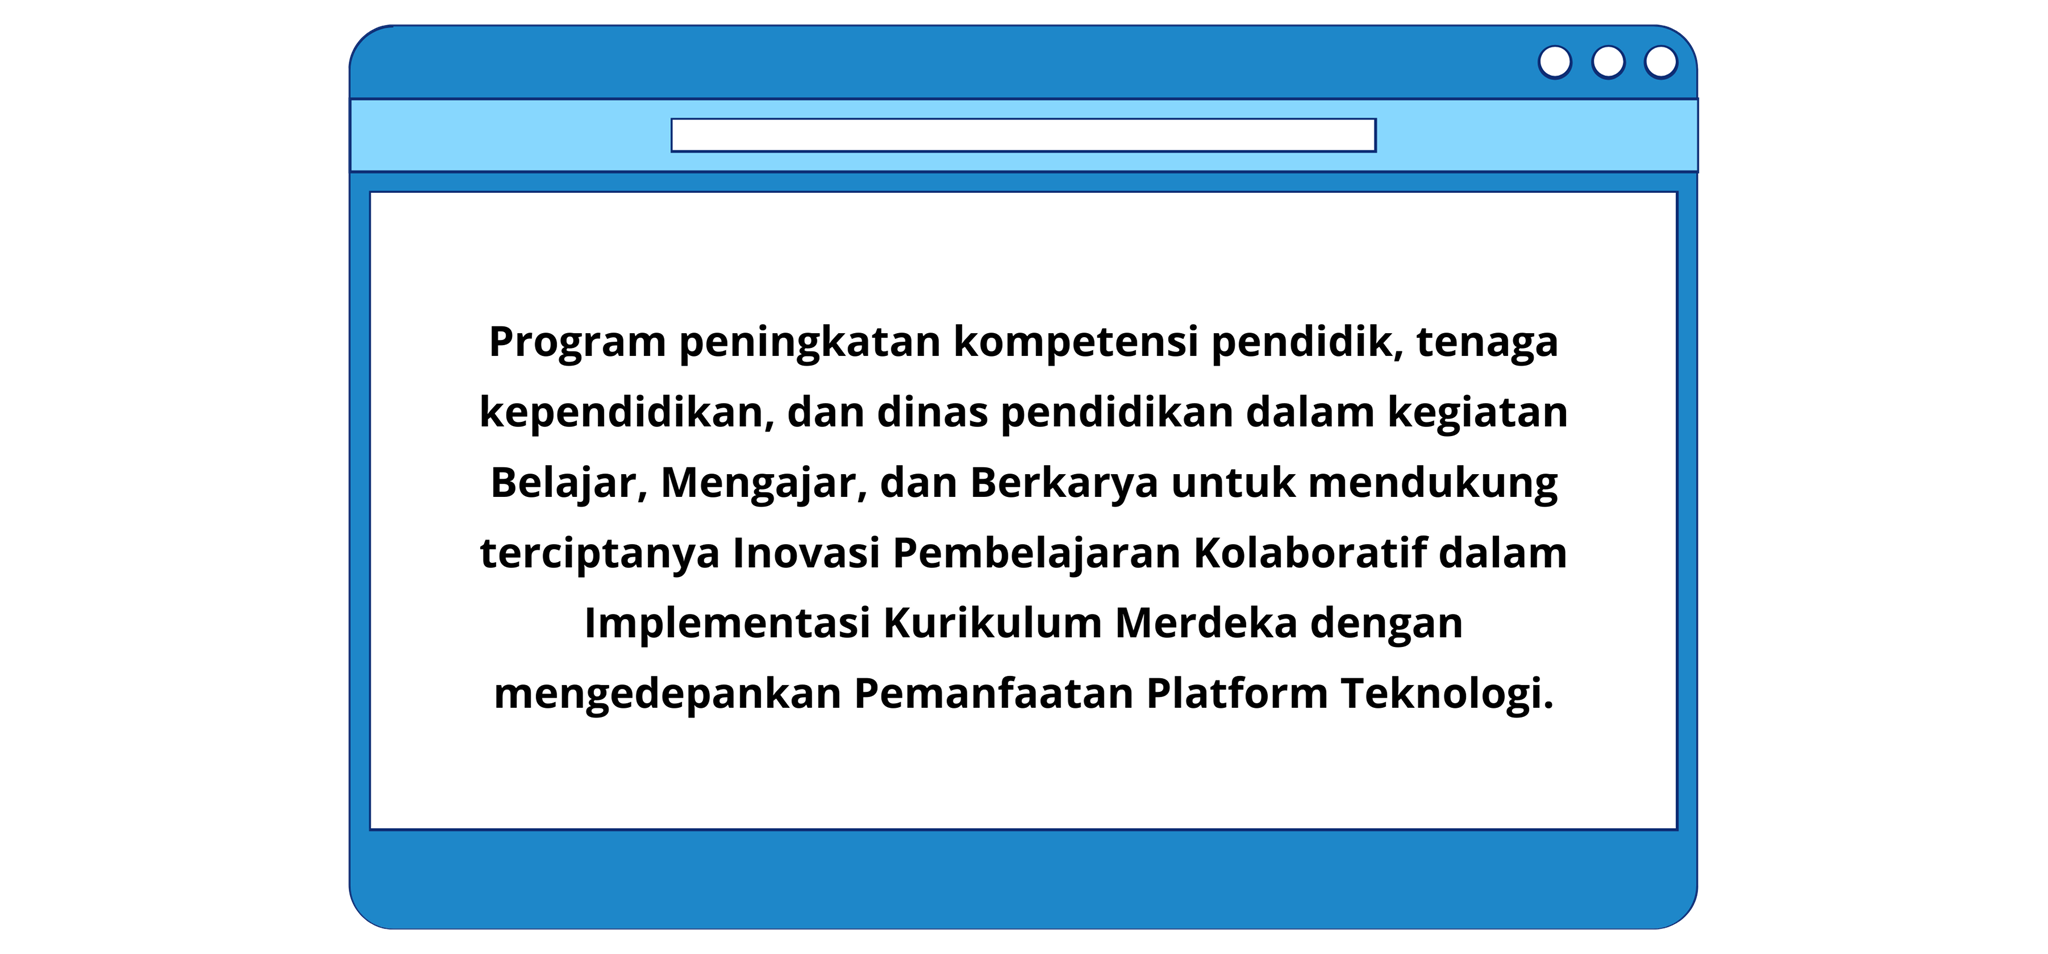 Program peningkatan kompetensi pendidik, tenaga
kependidikan, dan dinas pendidikan dalam kegiatan
Belajar, Mengajar, dan Berkarya untuk mendukung
terciptanya Inovasi Pembelajaran Kolaboratif dalam
Implementasi Kurikulum Merdeka dengan
mengedepankan Pemanfaatan Platform Teknologi.